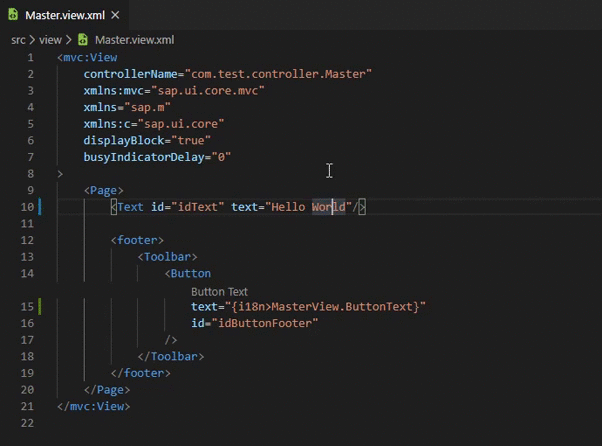 Master.view.xml
src > view > Master.view.xml
1 <mvc:View
2 controllerName="com.test.controller.Master"
3 xmlns:mvc="sap.ui.core.mvc"
4 xmlns="sap.m"
5 xmlns:c="sap.ui.core"
6 displayBlock="true"
7 busyIndicatorDelay="0"
8 >
9 <Page>
10 <Text id="idText" text="Hello World"/>
11
12 <footer>
13 <Toolbar>
14 <Button
Button Text
15 text="{i18n>MasterView.ButtonText}"
16 id="idButtonFooter"
17 />
18 </Toolbar>
19 </footer>
20 </Page>
21 </mvc:View>
22